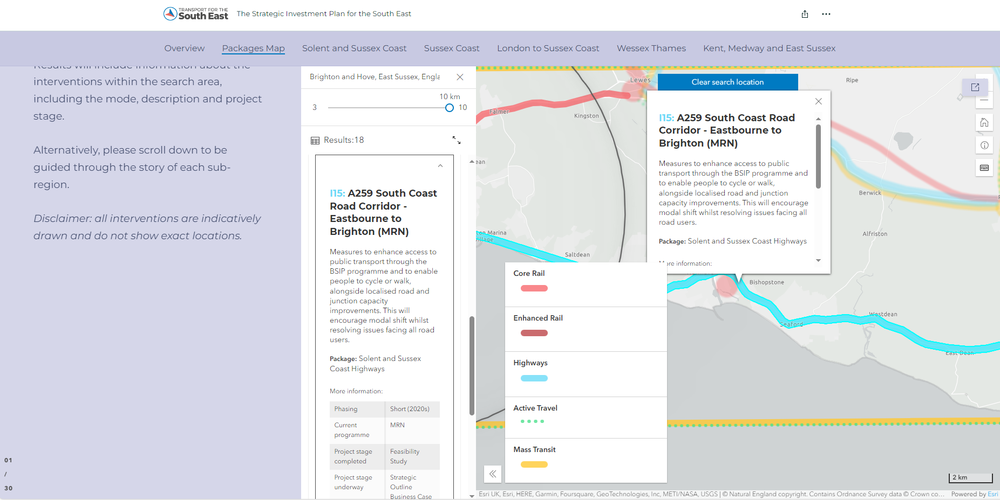 TRANSPORT FOR THE
South East
The Strategic Investment Plan for the South East
Overview
Packages Map
Solent and Sussex Coast
Sussex Coast
London to Sussex Coast
Wessex Thames
Kent, Medway and East Sussex
Results will include information about the
interventions within the search area,
including the mode, description and project
stage.
Alternatively, please scroll down to be
guided through the story of each sub-
region.
Disclaimer: all interventions are indicatively
drawn and do not show exact locations.
01
/
30
Brighton and Hove, East Sussex, Engla
10 km
3
10
Results:18
I15: A259 South Coast
Road Corridor -
Eastbourne to
Brighton (MRN)
Measures to enhance access to
public transport through the
BSIP programme and to enable
people to cycle or walk,
alongside localised road and
junction capacity
improvements. This will
encourage modal shift whilst
resolving issues facing all road
users.
Package: Solent and Sussex
Coast Highways
More information:
Phasing
Short (2020s)
Current
programme
MRN
Project stage
completed
Feasibility
Study
Project stage
underway
Strategic
Outline
Business Case
Lewes
Clear search location
Ripe
Falmer
Kingston
I15: A259 South Coast Road
Corridor - Eastbourne to
Brighton (MRN)
Measures to enhance access to public
transport through the BSIP programme and
to enable people to cycle or walk,
alongside localised road and junction
capacity improvements. This will encourage
modal shift whilst resolving issues facing all
road users.
Package: Solent and Sussex Coast Highways
More information:
ean
Berwick
Alfriston
ton Marina
Village
Saltdean
Bishopstone
Westdean
Seaford
East Dean
Core Rail
Enhanced Rail
Highways
Active Travel
Mass Transit
2 km
Esri UK, Esri, HERE, Garmin, Foursquare, GeoTechnologies, Inc, METI/NASA, USGS | © Natural England copyright. Contains Ordnance Survey data © Crown co...
Powered by Esri